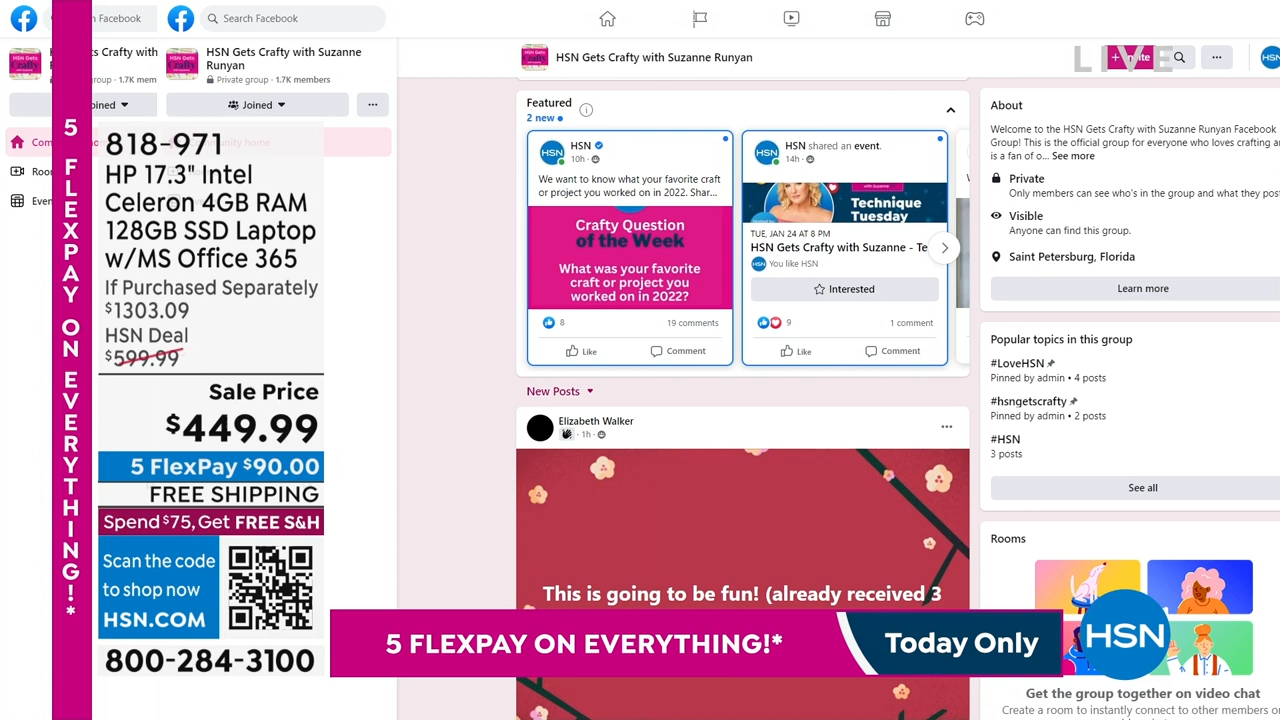 Facebook
Search Facebook
HSN Gets Crafty with Suzanne Runyan
LIVE
ts Crafty with
group · 1.7K mem
HSN Gets Crafty with Suzanne
Runyan
Private group · 1.7K members
Joined
...
5 FLEXPAY ON EVERYTHING!*
818-971
HP 17.3" Intel
Celeron 4GB RAM
128GB SSD Laptop
w/MS Office 365
If Purchased Separately
$1303.09
HSN Deal
$599.99
Sale Price
$449.99
5 FlexPay $90.00
FREE SHIPPING
Spend $75, Get FREE S&H
Scan the code
to shop now
HSN.COM
800-284-3100
Featured
2 new
HSN
10h ·
We want to know what your favorite craft
or project you worked on in 2022. Shar...
Crafty Question
of the Week
What was your favorite
craft or project you
worked on in 2022?
8
19 comments
Like
Comment
HSN shared an event.
14h ·
Technique
Tuesday
TUE, JAN 24 AT 8 PM
HSN Gets Crafty with Suzanne - Te
You like HSN
Interested
9
1 comment
Like
Comment
New Posts
Elizabeth Walker
· 1h ·
...
This is going to be fun! (already received 3
About
Welcome to the HSN Gets Crafty with Suzanne Runyan Facebook
Group! This is the official group for everyone who loves crafting an
is a fan of o... See more
Private
Only members can see who's in the group and what they pos
Visible
Anyone can find this group.
Saint Petersburg, Florida
Learn more
Popular topics in this group
#LoveHSN
Pinned by admin • 4 posts
#hsngetscrafty
Pinned by admin • 2 posts
#HSN
3 posts
See all
Rooms
5 FLEXPAY ON EVERYTHING!*
Today Only
HSN
Get the group together on video chat
Create a room to instantly connect to other members o